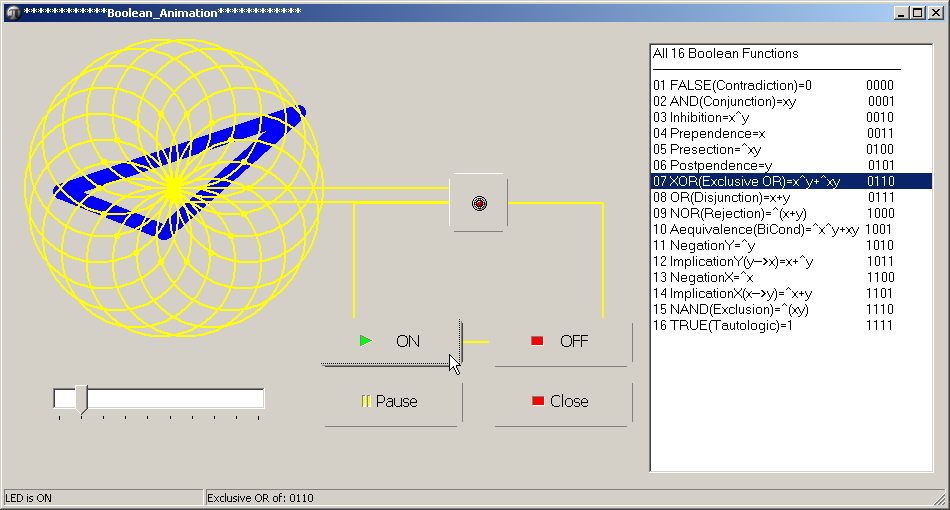 *************Boolean_Animation*************
All 16 Boolean Functions
01 FALSE(Contradiction)=0 0000
02 AND(Conjunction)=xy 0001
03 Inhibition=x^y 0010
04 Prependence=x 0011
05 Presection=^xy 0100
06 Postpendence=y 0101
07 XOR(Exclusive OR)=x^y+^xy 0110
08 OR(Disjunction)=x+y 0111
09 NOR(Rejection)=^(x+y) 1000
10 Aequivalence(BiCond)=^x^y+xy 1001
11 NegationY=^y 1010
12 ImplicationY(y-->x)=x+^y 1011
13 NegationX=^x 1100
14 ImplicationX(x-->y)=^x+y 1101
15 NAND(Exclusion)=^(xy) 1110
16 TRUE(Tautologic)=1 1111
ON
OFF
Pause
Close
LED is ON
Exclusive OR of: 0110